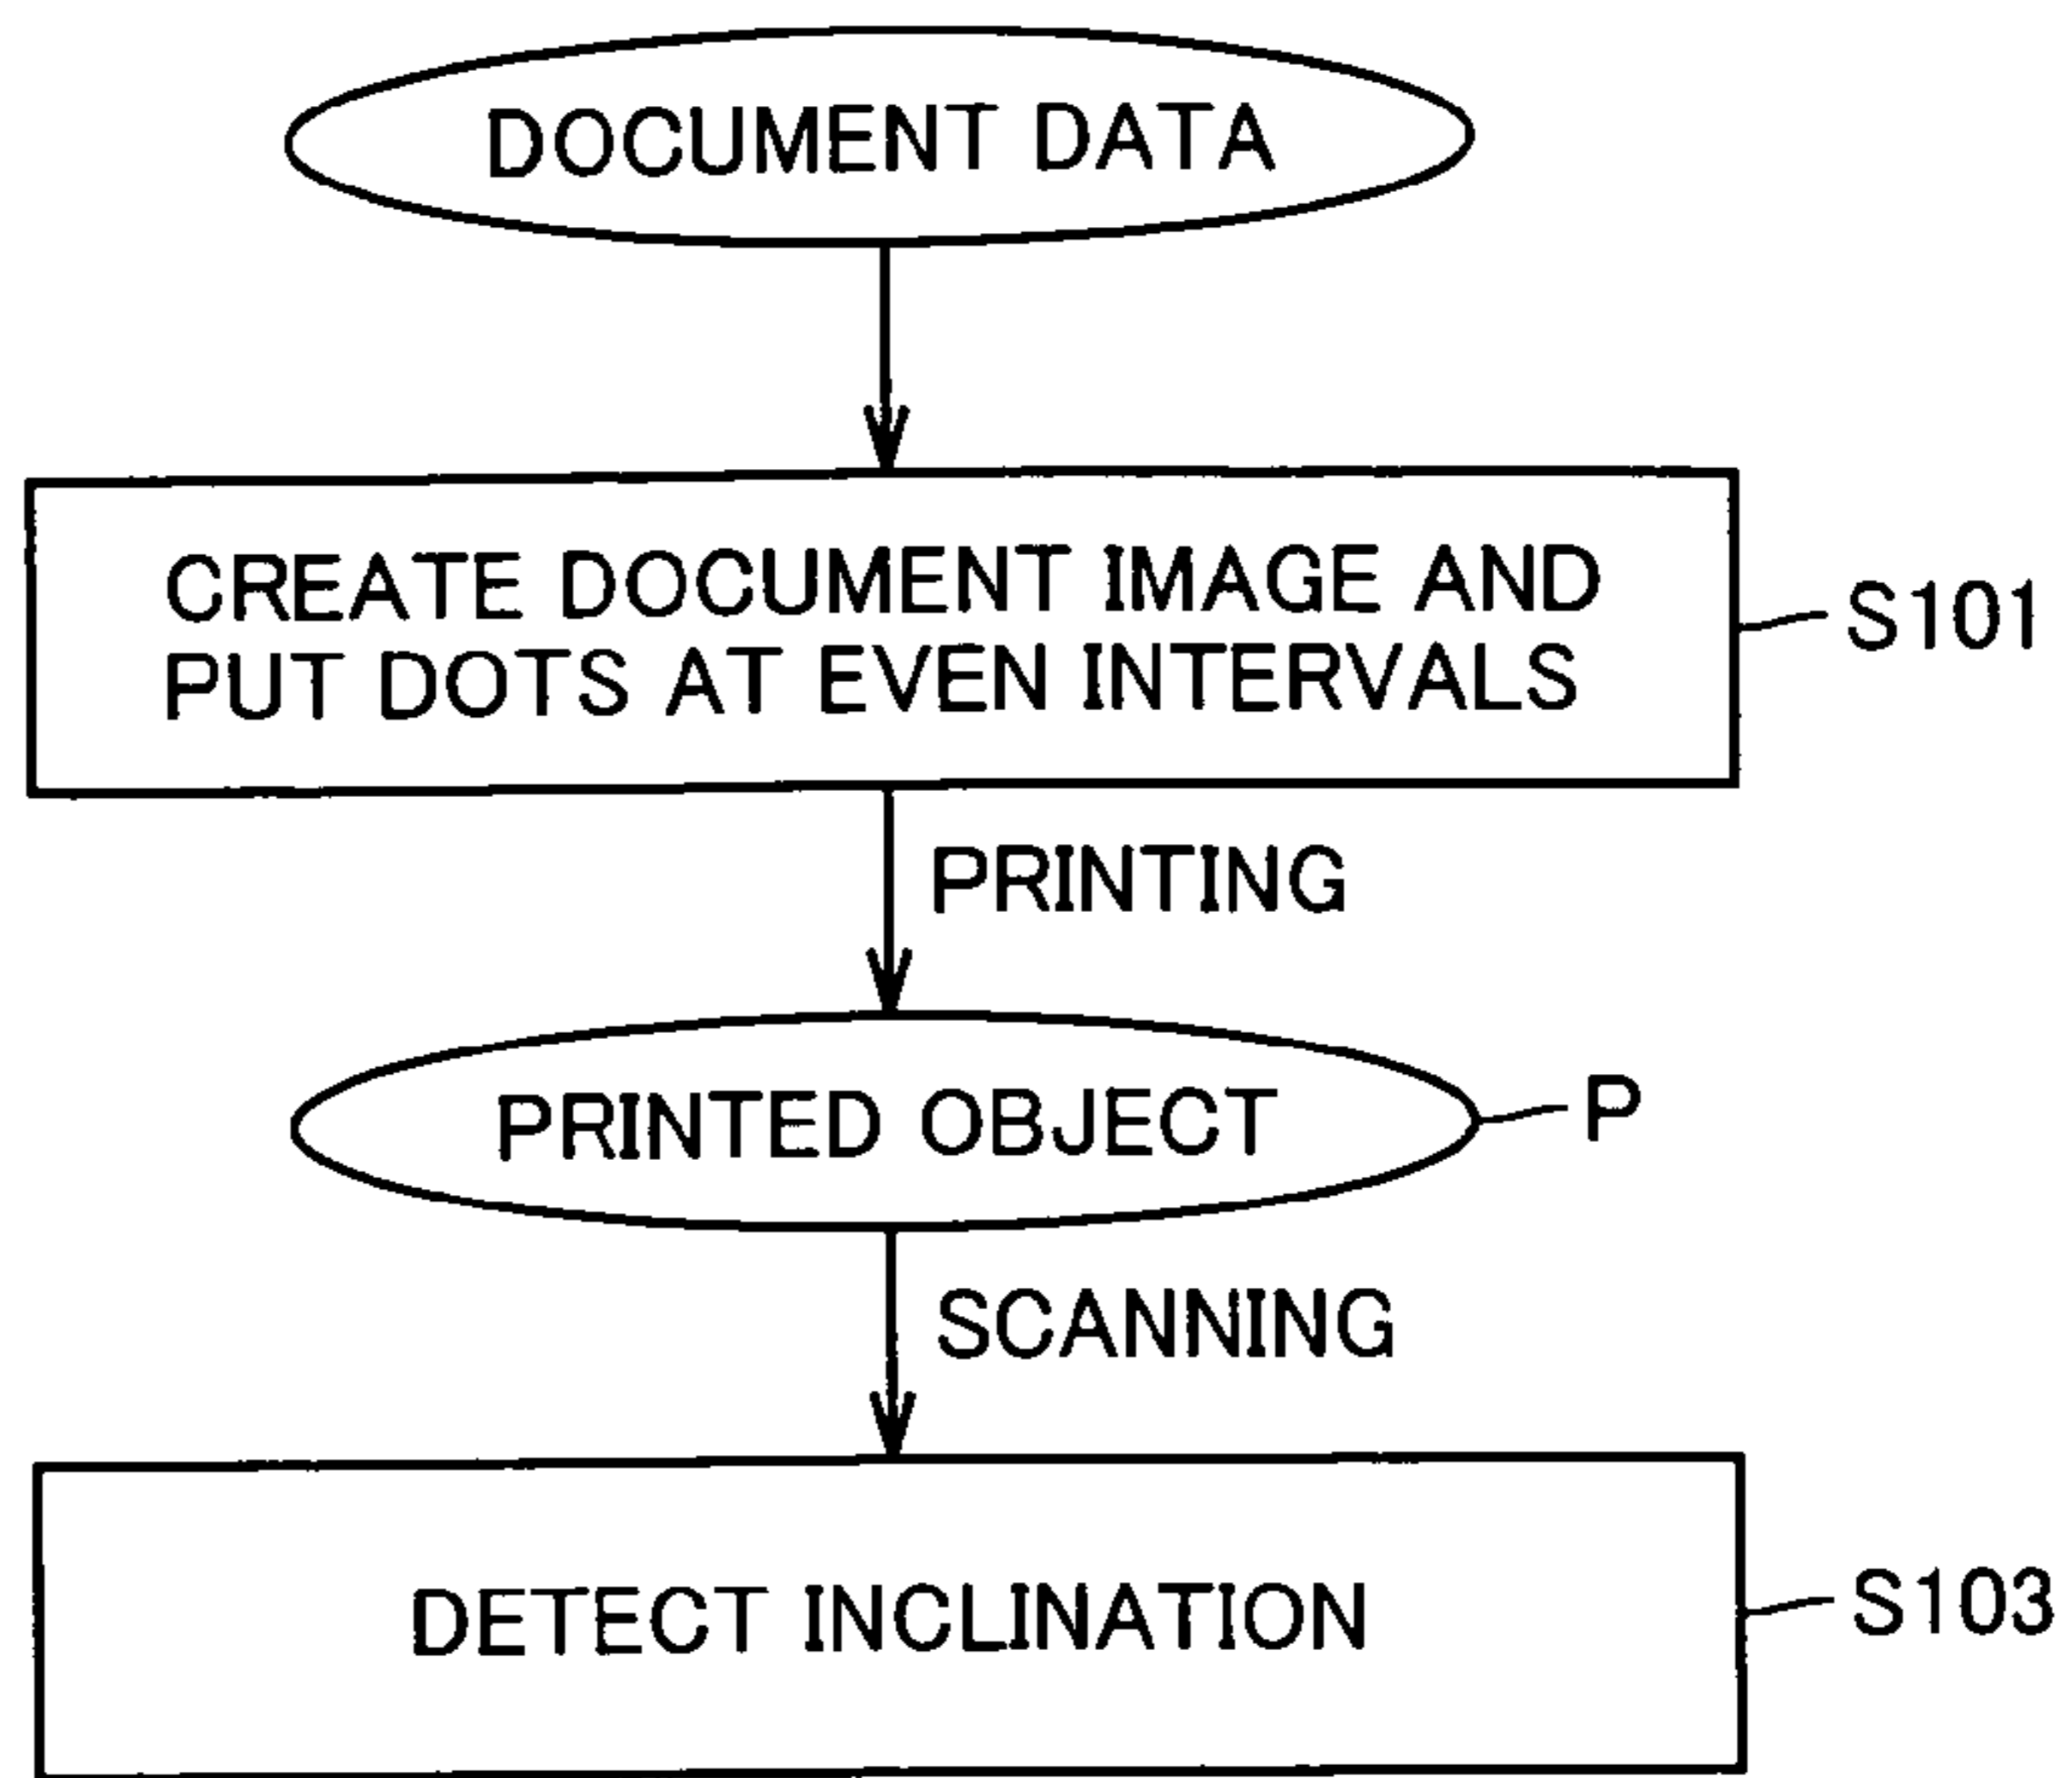 DOCUMENT DATA
CREATE DOCUMENT IMAGE AND
PUT DOTS AT EVEN INTERVALS
S101
PRINTING
PRINTED OBJECT
P
SCANNING
DETECT INCLINATION
S103